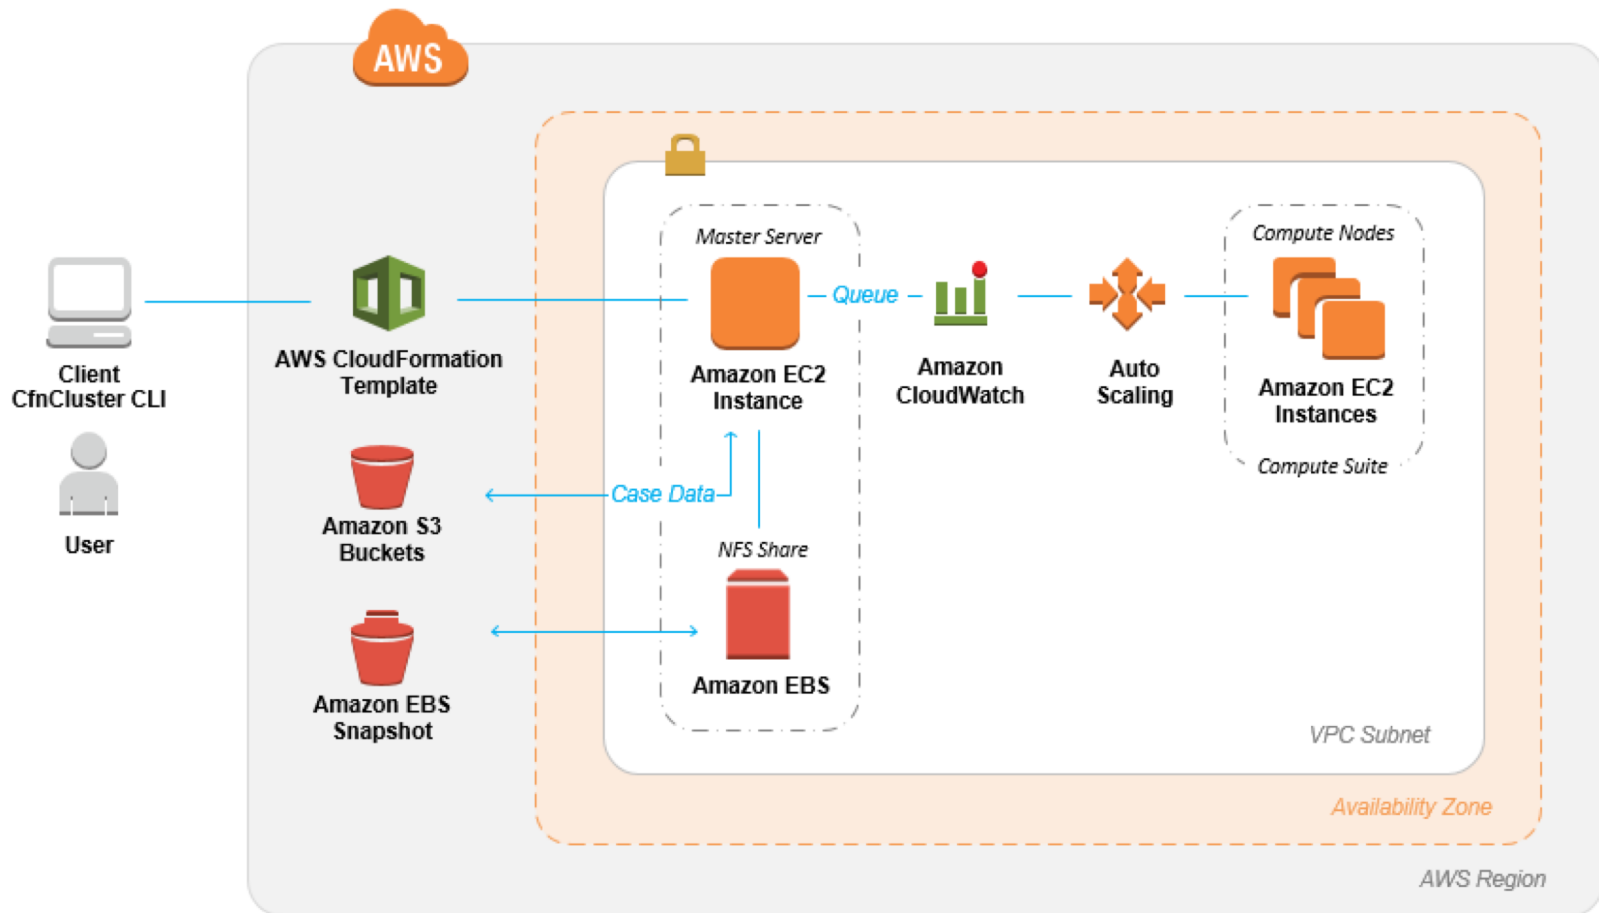 AWS
Master Server
Compute Nodes
Queue
Client
CfnCluster CLI
AWS CloudFormation
Template
Amazon EC2
Instance
Amazon
CloudWatch
Auto
Scaling
Amazon EC2
Instances
Compute Suite
Case Data
User
Amazon S3
Buckets
NFS Share
Amazon EBS
Snapshot
Amazon EBS
VPC Subnet
Availability Zone
AWS Region